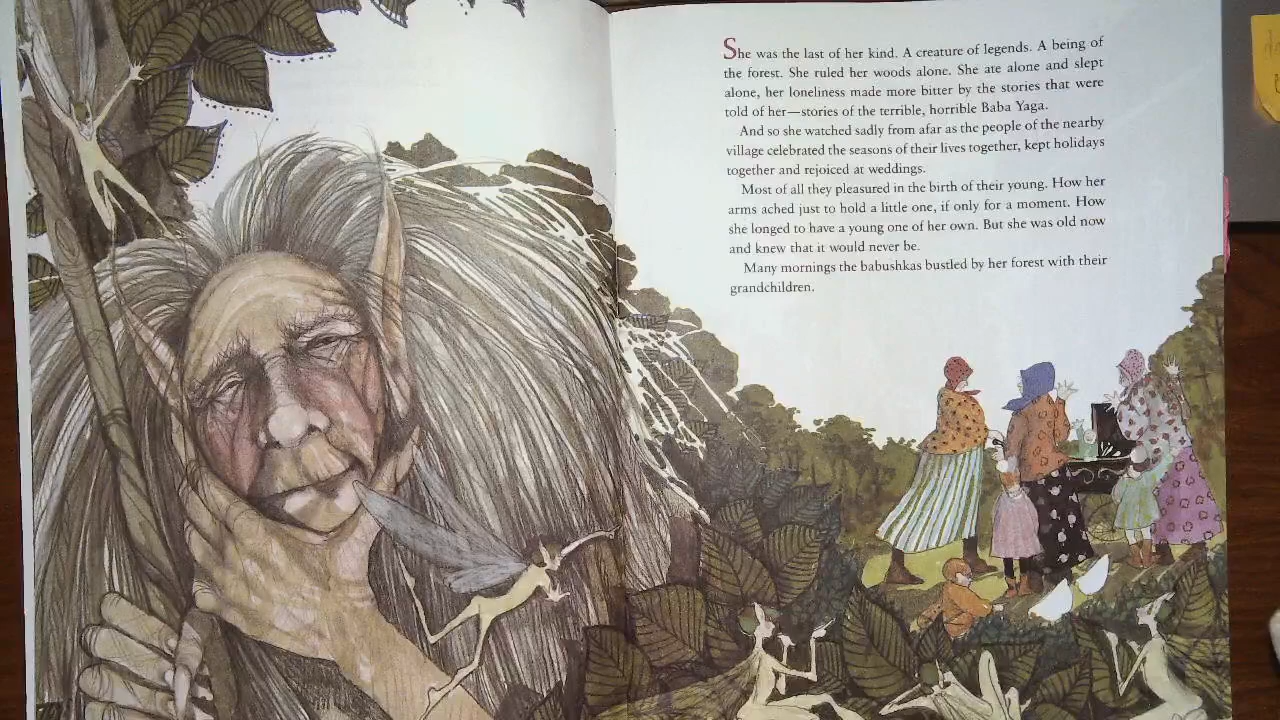 She was the last of her kind. A creature of legends. A being of
the forest. She ruled her woods alone. She ate alone and slept
alone, her loneliness made more bitter by the stories that were
told of her—stories of the terrible, horrible Baba Yaga.
And so she watched sadly from afar as the people of the nearby
village celebrated the seasons of their lives together, kept holidays
together and rejoiced at weddings.
Most of all they pleasured in the birth of their young. How her
arms ached just to hold a little one, if only for a moment. How
she longed to have a young one of her own. But she was old now
and knew that it would never be.
Many mornings the babushkas bustled by her forest with their
grandchildren.